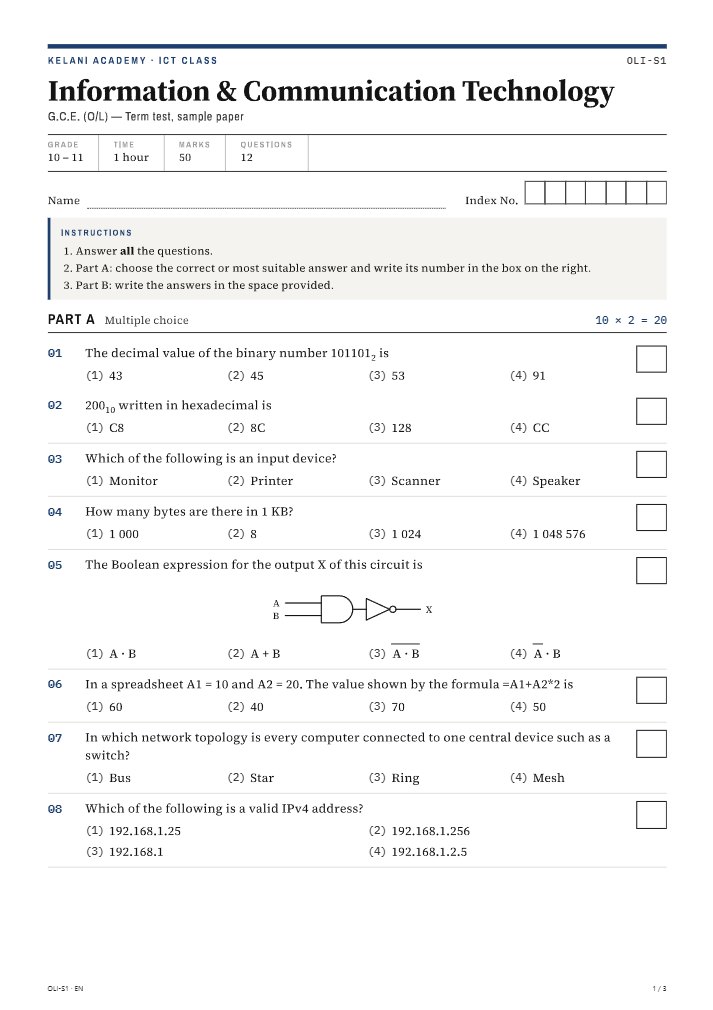 KELANI ACADEMY · ICT CLASS OLI-S1
Information & Communication Technology
G.C.E. (O/L) — Term test, sample paper
GRADE TIME MARKS QUESTIONS
10 – 11 1 hour 50 12
Name Index No.
INSTRUCTIONS
1. Answer all the questions.
2. Part A: choose the correct or most suitable answer and write its number in the box on the right.
3. Part B: write the answers in the space provided.
PART A Multiple choice 10 × 2 = 20
01 The decimal value of the binary number 101101₂ is
(1) 43 (2) 45 (3) 53 (4) 91
02 200₁₀ written in hexadecimal is
(1) C8 (2) 8C (3) 128 (4) CC
03 Which of the following is an input device?
(1) Monitor (2) Printer (3) Scanner (4) Speaker
04 How many bytes are there in 1 KB?
(1) 1 000 (2) 8 (3) 1 024 (4) 1 048 576
05 The Boolean expression for the output X of this circuit is
A
B X
(1) A · B (2) A + B (3) A̅ ·̅ B̅ (4) A̅ · B
06 In a spreadsheet A1 = 10 and A2 = 20. The value shown by the formula =A1+A2*2 is
(1) 60 (2) 40 (3) 70 (4) 50
07 In which network topology is every computer connected to one central device such as a
switch?
(1) Bus (2) Star (3) Ring (4) Mesh
08 Which of the following is a valid IPv4 address?
(1) 192.168.1.25 (2) 192.168.1.256
(3) 192.168.1 (4) 192.168.1.2.5
OLI-S1 · EN 1 / 3